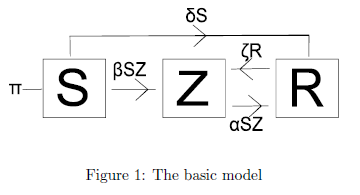 δS
π S βSZ Z ζR R
αSZ
Figure 1: The basic model